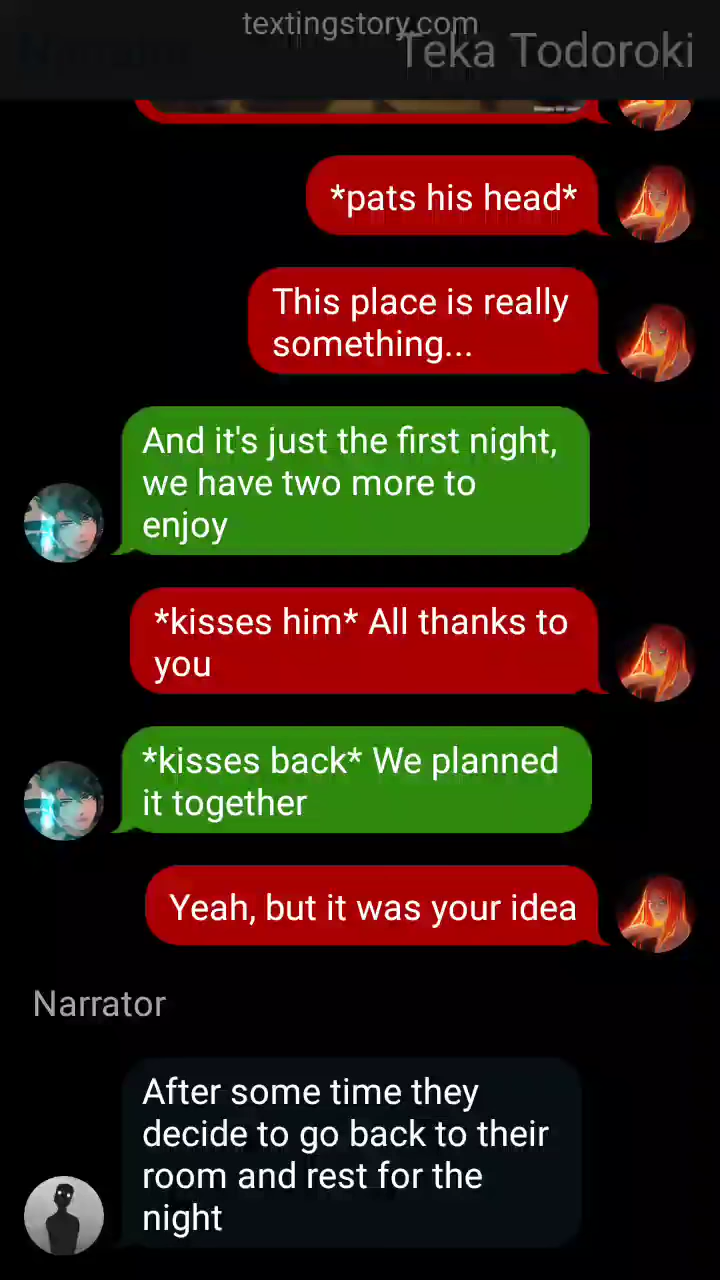 textingstory.com
Narrator
Teka Todoroki
*pats his head*
This place is really
something...
And it's just the first night,
we have two more to
enjoy
*kisses him* All thanks to
you
*kisses back* We planned
it together
Yeah, but it was your idea
Narrator
After some time they
decide to go back to their
room and rest for the
night